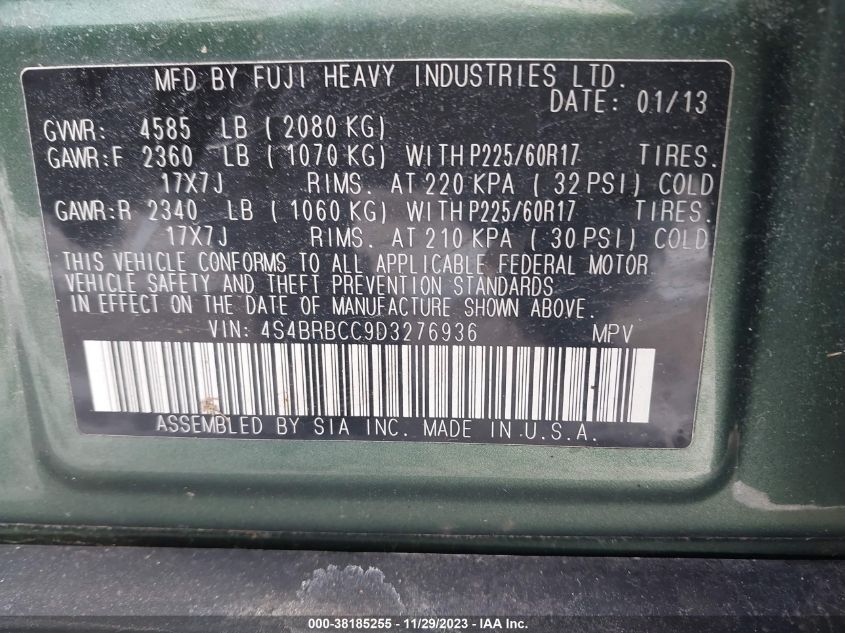 MFD BY FUJI HEAVY INDUSTRIES LTD.
DATE: 01/13
GVWR: 4585 LB ( 2080 KG)
GAWR:F 2360 LB ( 1070 KG) WITH P225/60R17 TIRES.
17X7J RIMS. AT 220 KPA ( 32 PSI) COLD
GAWR:R 2340 LB ( 1060 KG) WITH P225/60R17 TIRES.
17X7J RIMS. AT 210 KPA ( 30 PSI) COLD
THIS VEHICLE CONFORMS TO ALL APPLICABLE FEDERAL MOTOR
VEHICLE SAFETY AND THEFT PREVENTION STANDARDS
IN EFFECT ON THE DATE OF MANUFACTURE SHOWN ABOVE.
VIN: 4S4BRBCC9D3276936 MPV
ASSEMBLED BY SIA INC. MADE IN U.S.A.
000-38185255 - 11/29/2023 - IAAI.com